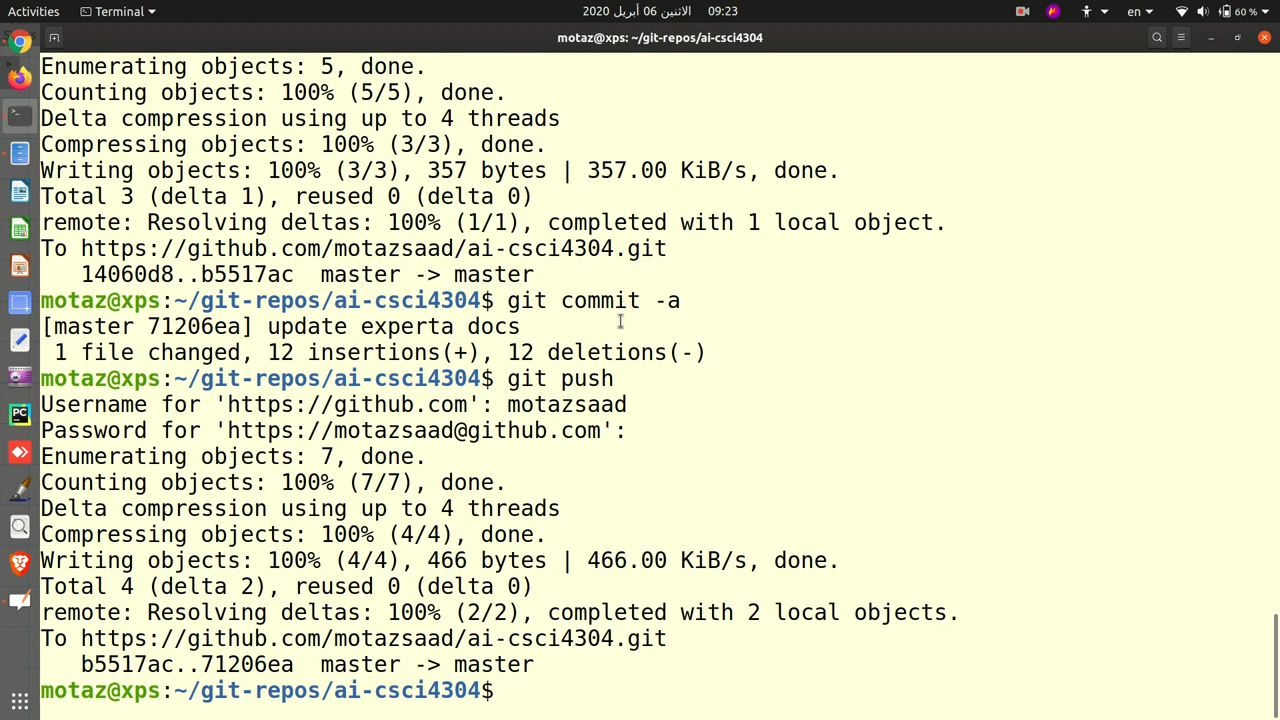 Activities Terminal 09:23 الاثنين 06 أبريل 2020 en 60 %
motaz@xps: ~/git-repos/ai-csci4304
Enumerating objects: 5, done.
Counting objects: 100% (5/5), done.
Delta compression using up to 4 threads
Compressing objects: 100% (3/3), done.
Writing objects: 100% (3/3), 357 bytes | 357.00 KiB/s, done.
Total 3 (delta 1), reused 0 (delta 0)
remote: Resolving deltas: 100% (1/1), completed with 1 local object.
To https://github.com/motazsaad/ai-csci4304.git
   14060d8..b5517ac  master -> master
motaz@xps:~/git-repos/ai-csci4304$ git commit -a
[master 71206ea] update experta docs
 1 file changed, 12 insertions(+), 12 deletions(-)
motaz@xps:~/git-repos/ai-csci4304$ git push
Username for 'https://github.com': motazsaad
Password for 'https://motazsaad@github.com':
Enumerating objects: 7, done.
Counting objects: 100% (7/7), done.
Delta compression using up to 4 threads
Compressing objects: 100% (4/4), done.
Writing objects: 100% (4/4), 466 bytes | 466.00 KiB/s, done.
Total 4 (delta 2), reused 0 (delta 0)
remote: Resolving deltas: 100% (2/2), completed with 2 local objects.
To https://github.com/motazsaad/ai-csci4304.git
   b5517ac..71206ea  master -> master
motaz@xps:~/git-repos/ai-csci4304$
PC